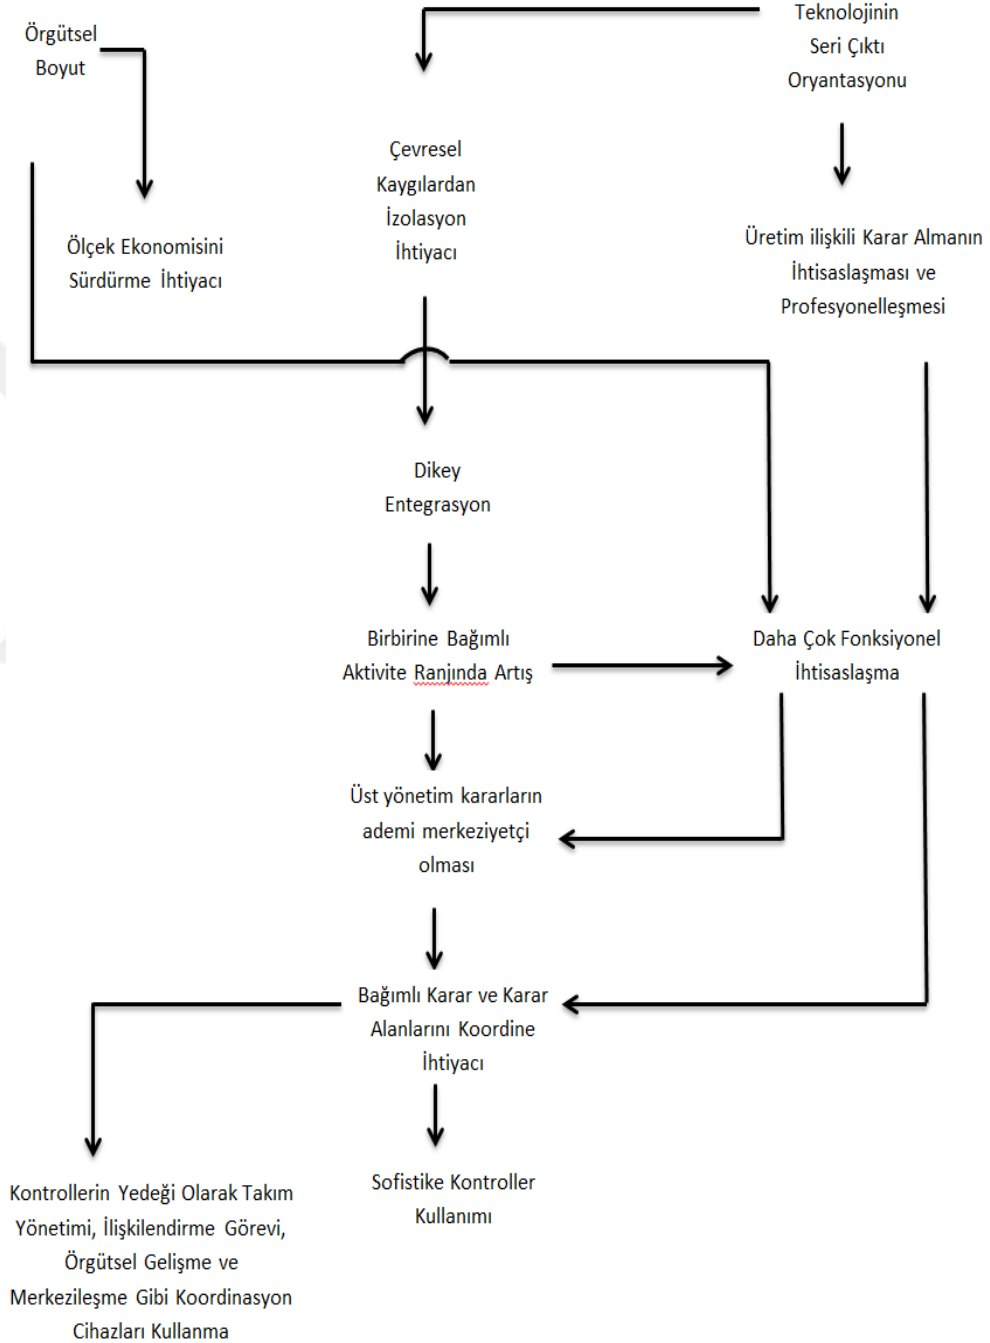 Örgütsel
Boyut
Teknolojinin
Seri Çıktı
Oryantasyonu
Çevresel
Kaygılardan
İzolasyon
İhtiyacı
Ölçek Ekonomisini
Sürdürme İhtiyacı
Üretim ilişkili Karar Almanın
İhtisaslaşması ve
Profesyonelleşmesi
Dikey
Entegrasyon
Birbirine Bağımlı
Aktivite Ranjında Artış
Daha Çok Fonksiyonel
İhtisaslaşma
Üst yönetim kararların
ademi merkeziyetçi
olması
Bağımlı Karar ve Karar
Alanlarını Koordine
İhtiyacı
Kontrollerin Yedeği Olarak Takım
Yönetimi, İlişkilendirme Görevi,
Örgütsel Gelişme ve
Merkezileşme Gibi Koordinasyon
Cihazları Kullanma
Sofistike Kontroller
Kullanımı